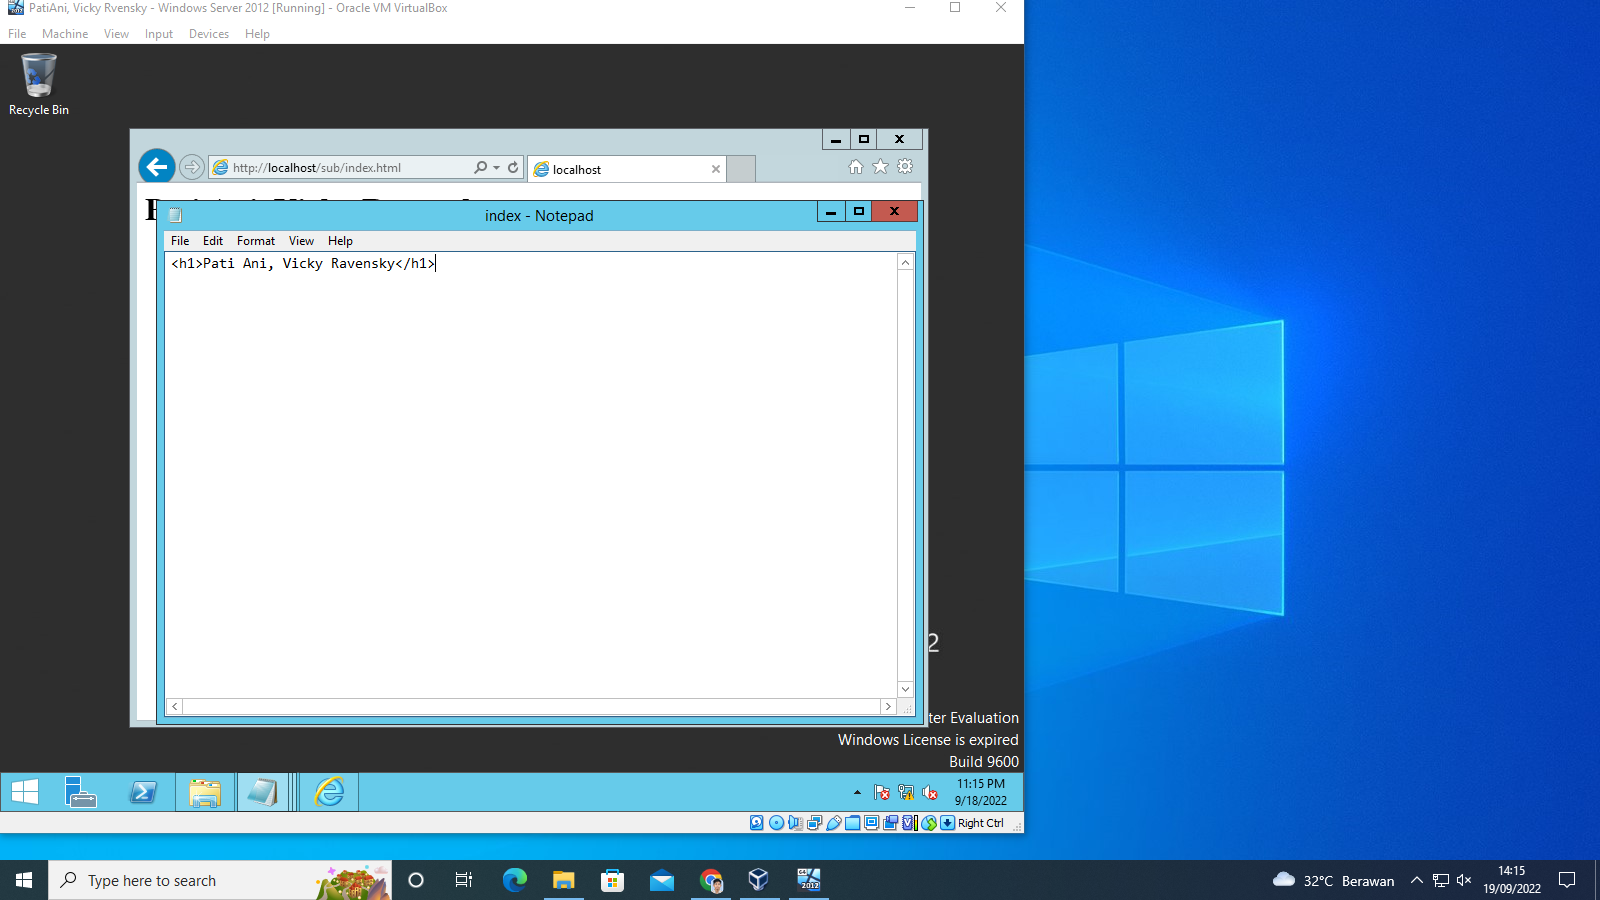 PatiAni, Vicky Rvensky - Windows Server 2012 [Running] - Oracle VM VirtualBox
File Machine View Input Devices Help
Recycle Bin
http://localhost/sub/index.html
localhost
index - Notepad
File Edit Format View Help
<h1>Pati Ani, Vicky Ravensky</h1>
2
ter Evaluation
Windows License is expired
Build 9600
11:15 PM
9/18/2022
Right Ctrl
Type here to search
2012
32°C Berawan
14:15
19/09/2022